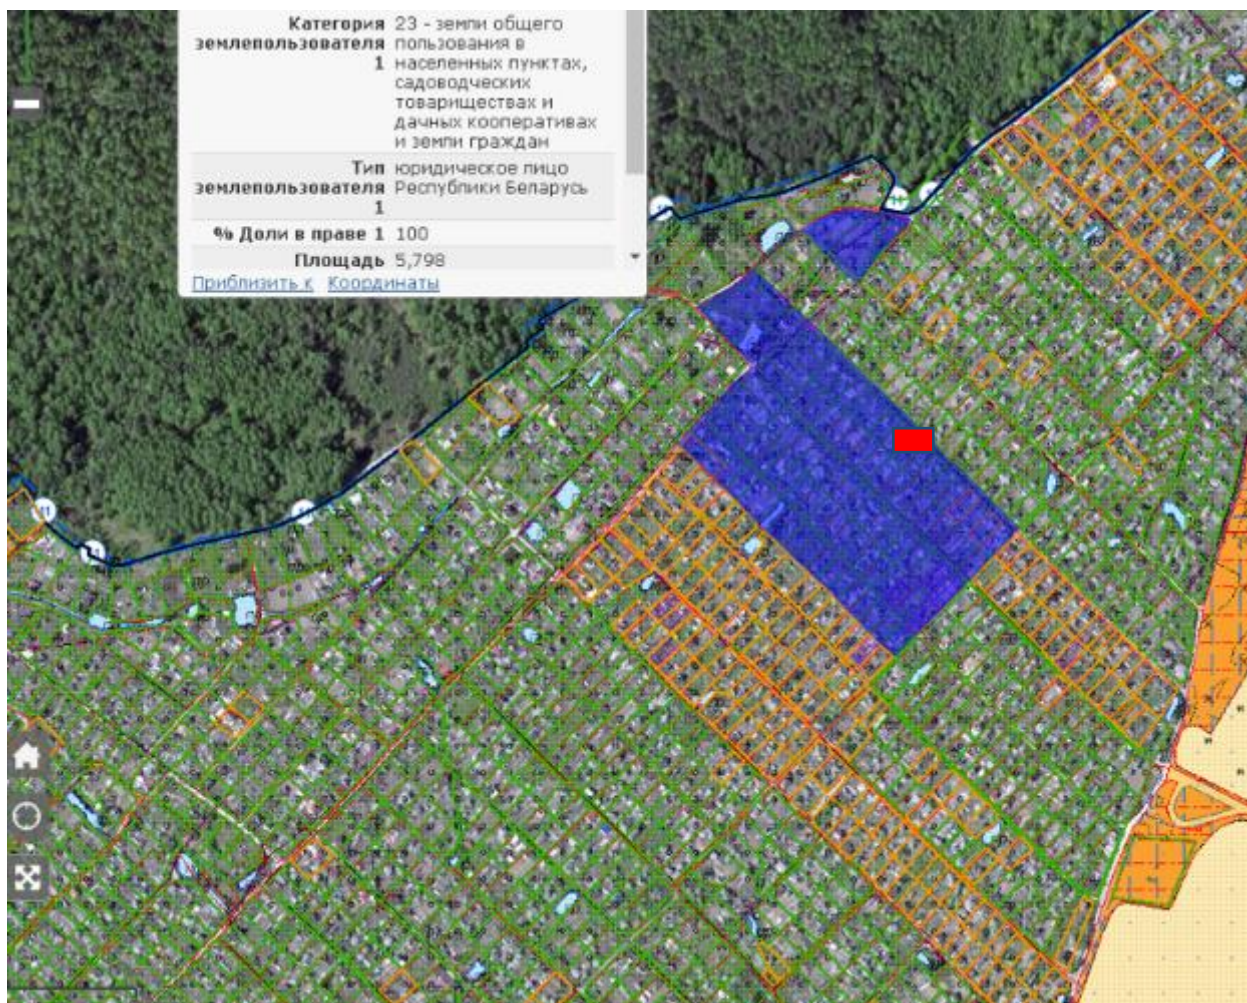 Категория 23 - земли общего
землепользователя пользования в
1 населенных пунктах,
садоводческих
товариществах и
дачных кооперативах
и земли граждан
Тип юридическое лицо
землепользователя Республики Беларусь
1
% Доли в праве 1 100
Площадь 5,798
Приблизить к Координаты
11